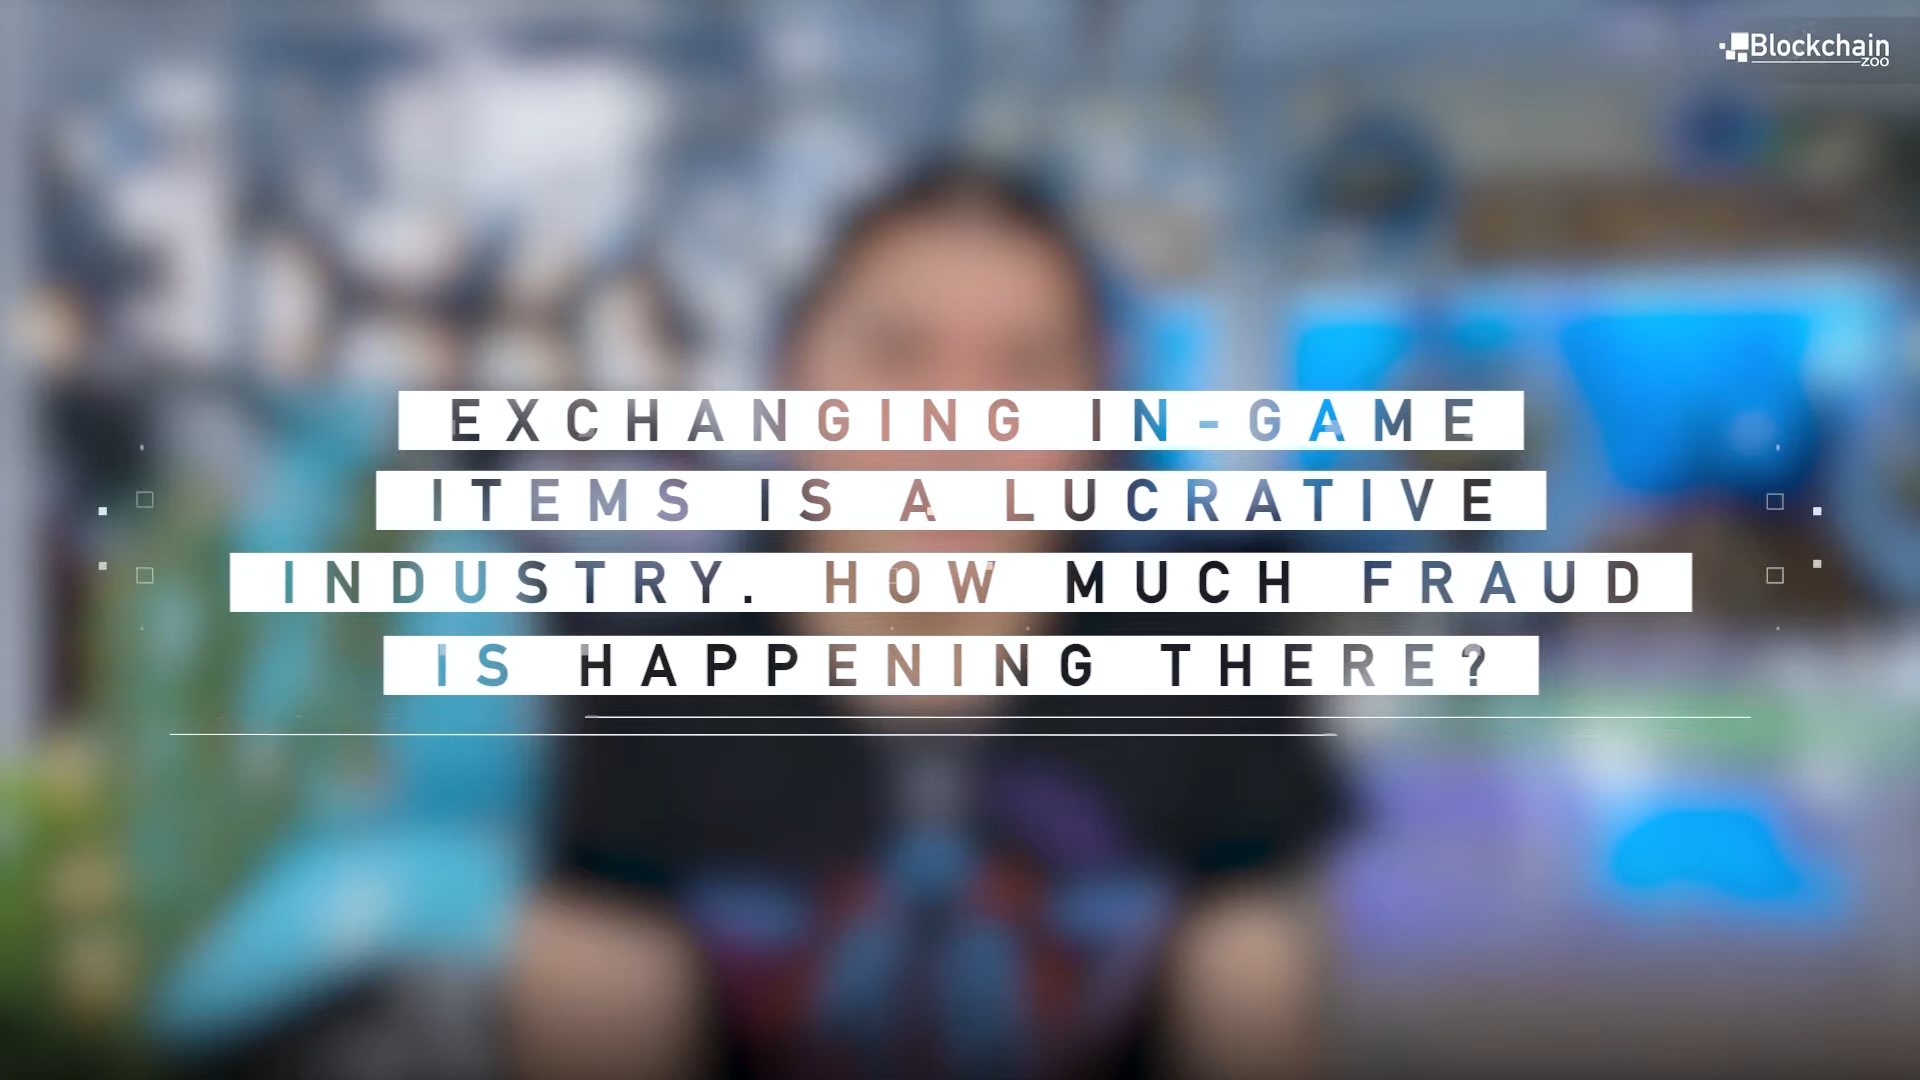 Blockchain
ZOO
EXCHANGING IN-GAME
ITEMS IS A LUCRATIVE
INDUSTRY. HOW MUCH FRAUD
IS HAPPENING THERE?